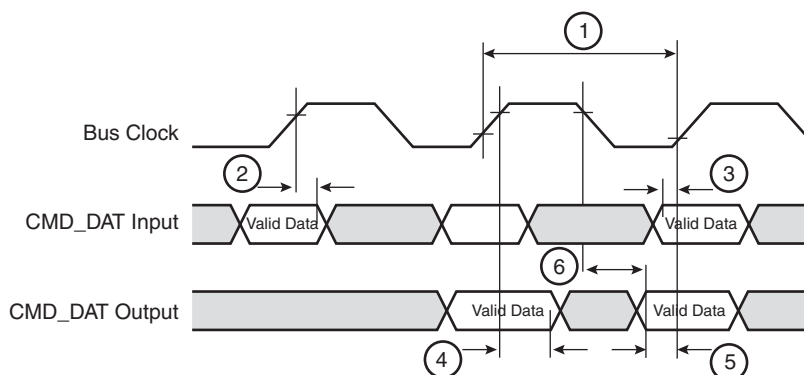 1
Bus Clock
2
3
CMD_DAT Input
Valid Data
Valid Data
6
CMD_DAT Output
Valid Data
Valid Data
4
5